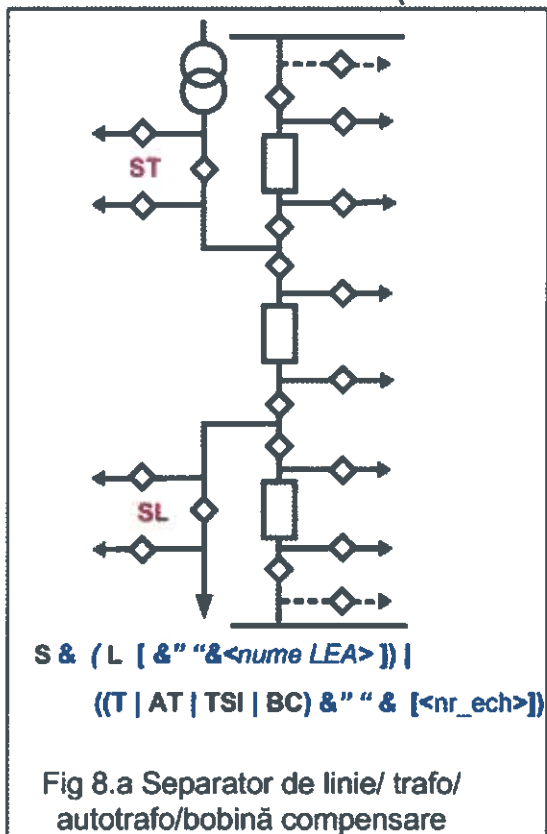 ST
SL
S & ( L [ &" "&<nume LEA> ]) |
((T | AT | TSI | BC) &" " & [<nr_ech>])
Fig 8.a Separator de linie/ trafo/
autotrafo/bobină compensare